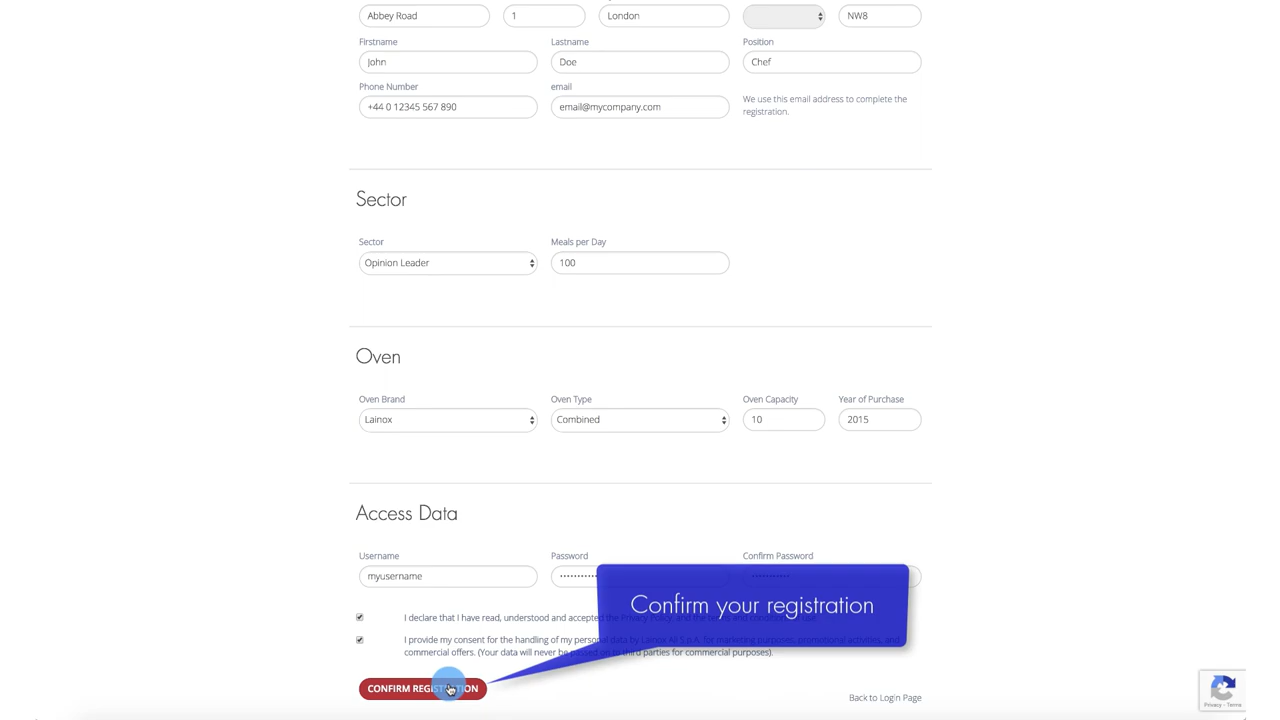 Abbey Road
1
London
NW8
Firstname
Lastname
Position
John
Doe
Chef
Phone Number
email
+44 0 12345 567 890
email@mycompany.com
We use this email address to complete the
registration.
Sector
Sector
Meals per Day
Opinion Leader
100
Oven
Oven Brand
Oven Type
Oven Capacity
Year of Purchase
Lainox
Combined
10
2015
Access Data
Username
Password
Confirm Password
myusername
Confirm your registration
I declare that I have read, understood and accepted the Privacy Policy, and the terms and conditions of use.
I provide my consent for the handling of my personal data by Lainox Ali S.p.A. for marketing purposes, promotional activities, and
commercial offers. (Your data will never be passed on to third parties for commercial purposes).
CONFIRM REGISTRATION
Back to Login Page
Privacy - Terms